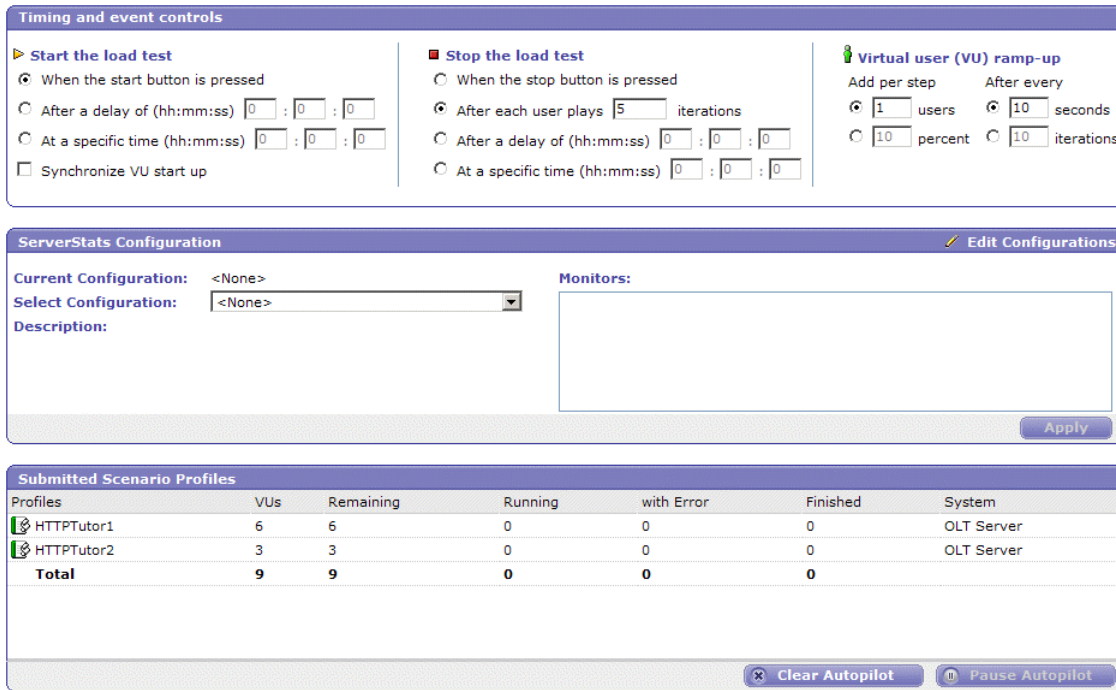 Timing and event controls
Start the load test
When the start button is pressed
After a delay of (hh:mm:ss) 0 : 0 : 0
At a specific time (hh:mm:ss) 0 : 0 : 0
Synchronize VU start up
Stop the load test
When the stop button is pressed
After each user plays 5 iterations
After a delay of (hh:mm:ss) 0 : 0 : 0
At a specific time (hh:mm:ss) 0 : 0 : 0
Virtual user (VU) ramp-up
Add per step After every
1 users 10 seconds
10 percent 10 iterations
ServerStats Configuration Edit Configurations
Current Configuration: <None>
Select Configuration: <None>
Description:
Monitors:
Apply
Submitted Scenario Profiles
Profiles VUs Remaining Running with Error Finished System
HTTPTutor1 6 6 0 0 0 OLT Server
HTTPTutor2 3 3 0 0 0 OLT Server
Total 9 9 0 0 0
Clear Autopilot Pause Autopilot